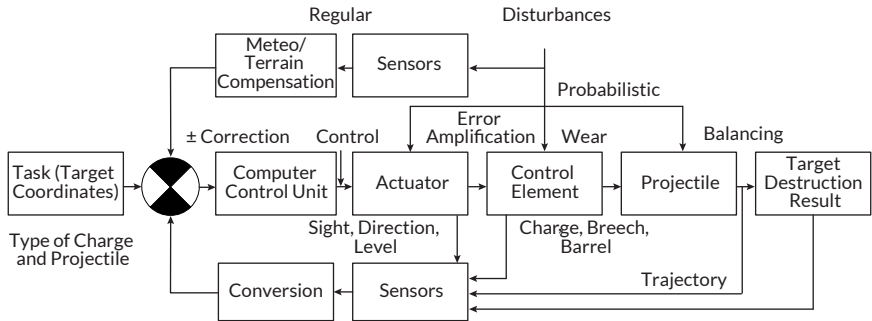 Regular
Disturbances
Meteo/
Terrain
Compensation
Sensors
Probabilistic
± Correction
Control
Error
Amplification
Wear
Balancing
Task (Target
Coordinates)
Computer
Control Unit
Actuator
Control
Element
Projectile
Target
Destruction
Result
Type of Charge
and Projectile
Sight, Direction,
Level
Charge, Breech,
Barrel
Trajectory
Conversion
Sensors